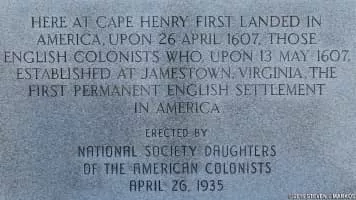 HERE AT CAPE HENRY FIRST LANDED IN
AMERICA, UPON 26 APRIL 1607, THOSE
ENGLISH COLONISTS WHO, UPON 13 MAY 1607,
ESTABLISHED AT JAMESTOWN, VIRGINIA, THE
FIRST PERMANENT ENGLISH SETTLEMENT
IN AMERICA
ERECTED BY
NATIONAL SOCIETY DAUGHTERS
OF THE AMERICAN COLONISTS
APRIL 26, 1935
STEVEN L MARKOS